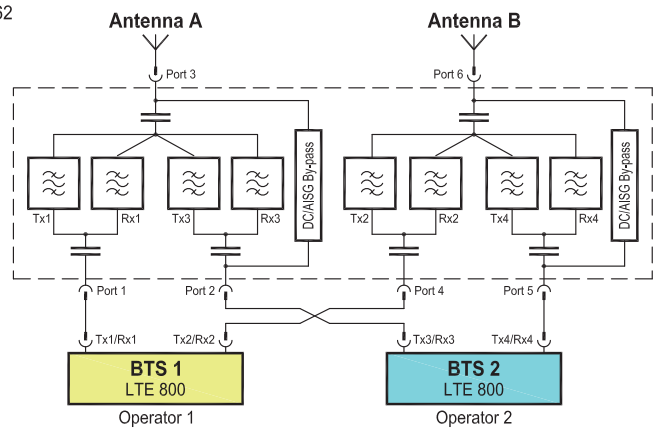 62
Antenna A
Antenna B
Port 3
Port 6
DC/AISG By-pass
DC/AISG By-pass
Tx1
Rx1
Tx3
Rx3
Tx2
Rx2
Tx4
Rx4
Port 1
Port 2
Port 4
Port 5
Tx1/Rx1
Tx2/Rx2
Tx3/Rx3
Tx4/Rx4
BTS 1
LTE 800
BTS 2
LTE 800
Operator 1
Operator 2